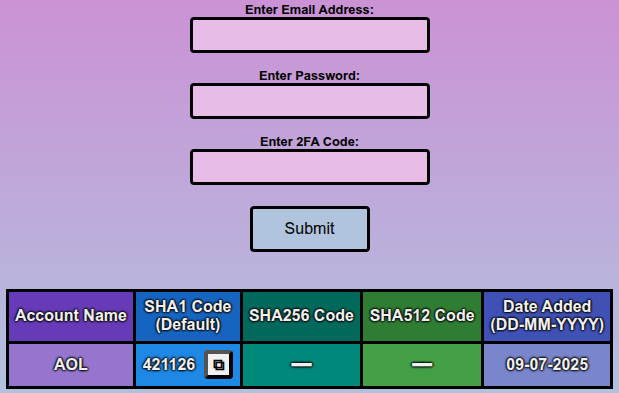 Enter Email Address:
Enter Password:
Enter 2FA Code:
Submit
Account Name
SHA1 Code
(Default)
SHA256 Code
SHA512 Code
Date Added
(DD-MM-YYYY)
AOL
421126
—
—
09-07-2025